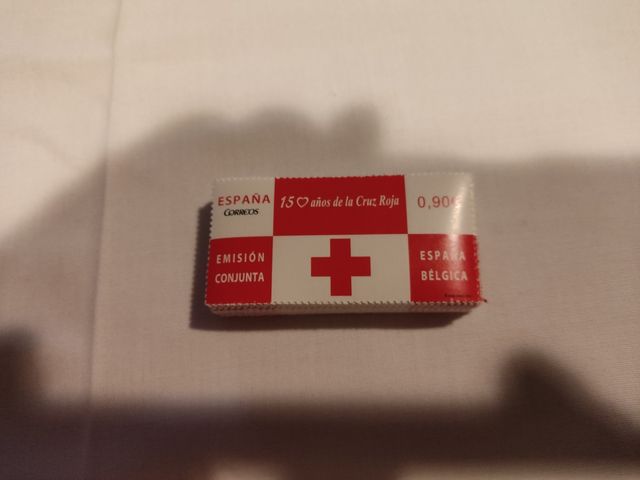 ESPAÑA
CORREOS
15♡ años de la Cruz Roja
0,90€
EMISIÓN
CONJUNTA
ESPAÑA
BÉLGICA